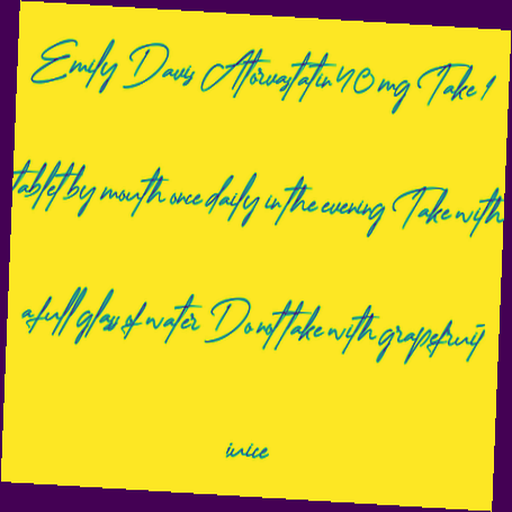 Emily Davis Atorvastatin 40 mg Take 1
tablet by mouth once daily in the evening Take with
a full glass of water Do not take with grapefruit
juice